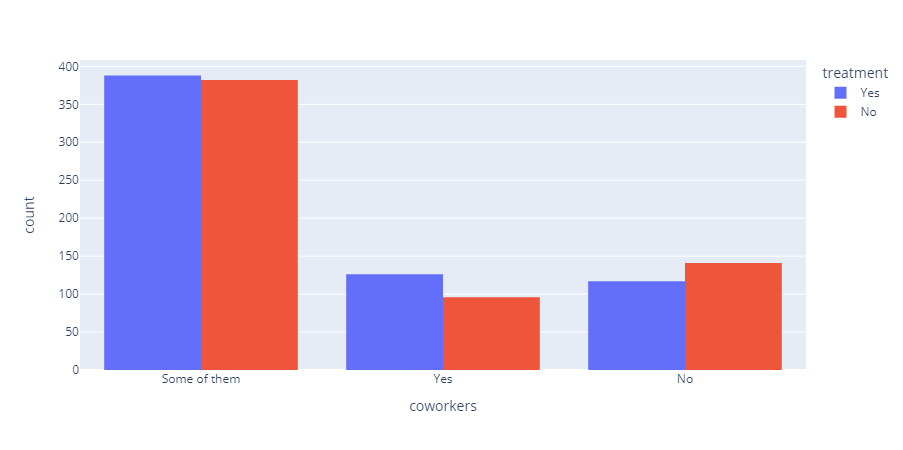 treatment
Yes
No
count
400
350
300
250
200
150
100
50
0
Some of them
Yes
No
coworkers